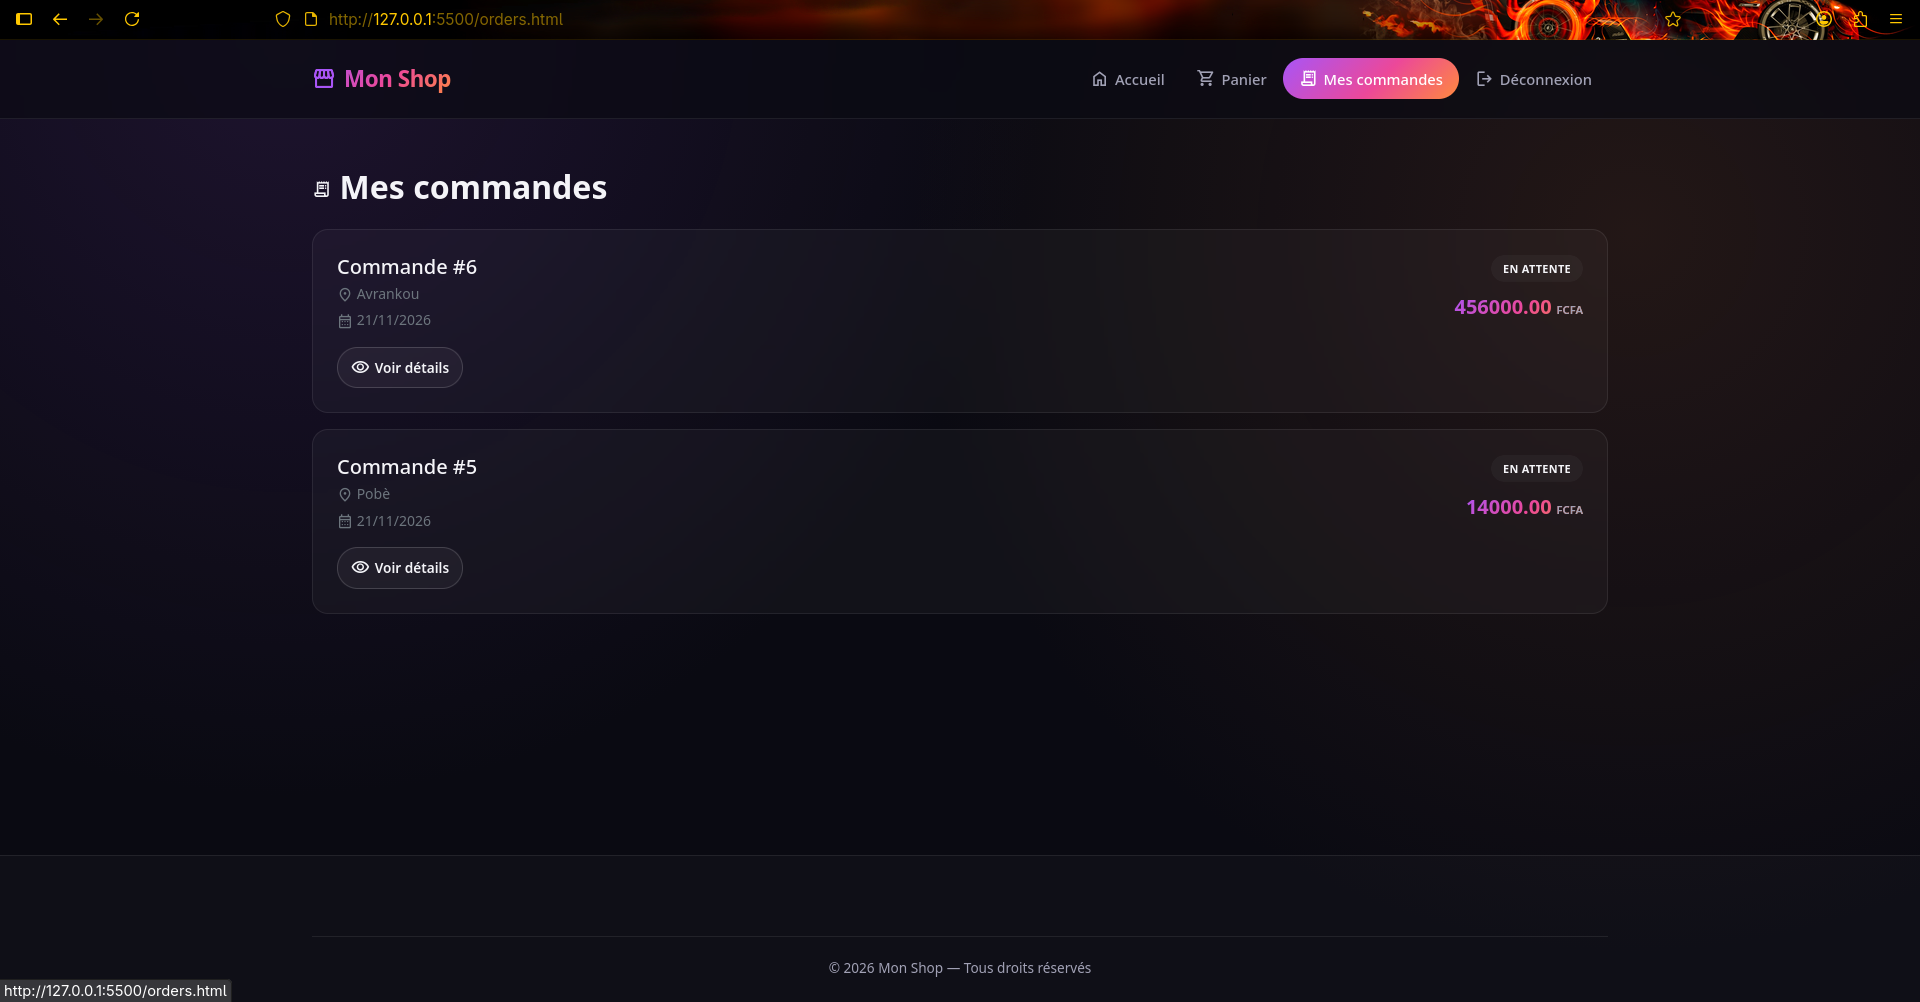 http://127.0.0.1:5500/orders.html
Mon Shop
Accueil
Panier
Mes commandes
Déconnexion
Mes commandes
Commande #6
EN ATTENTE
Avrankou
456000.00 FCFA
21/11/2026
Voir détails
Commande #5
EN ATTENTE
Pobè
14000.00 FCFA
21/11/2026
Voir détails
© 2026 Mon Shop — Tous droits réservés
http://127.0.0.1:5500/orders.html